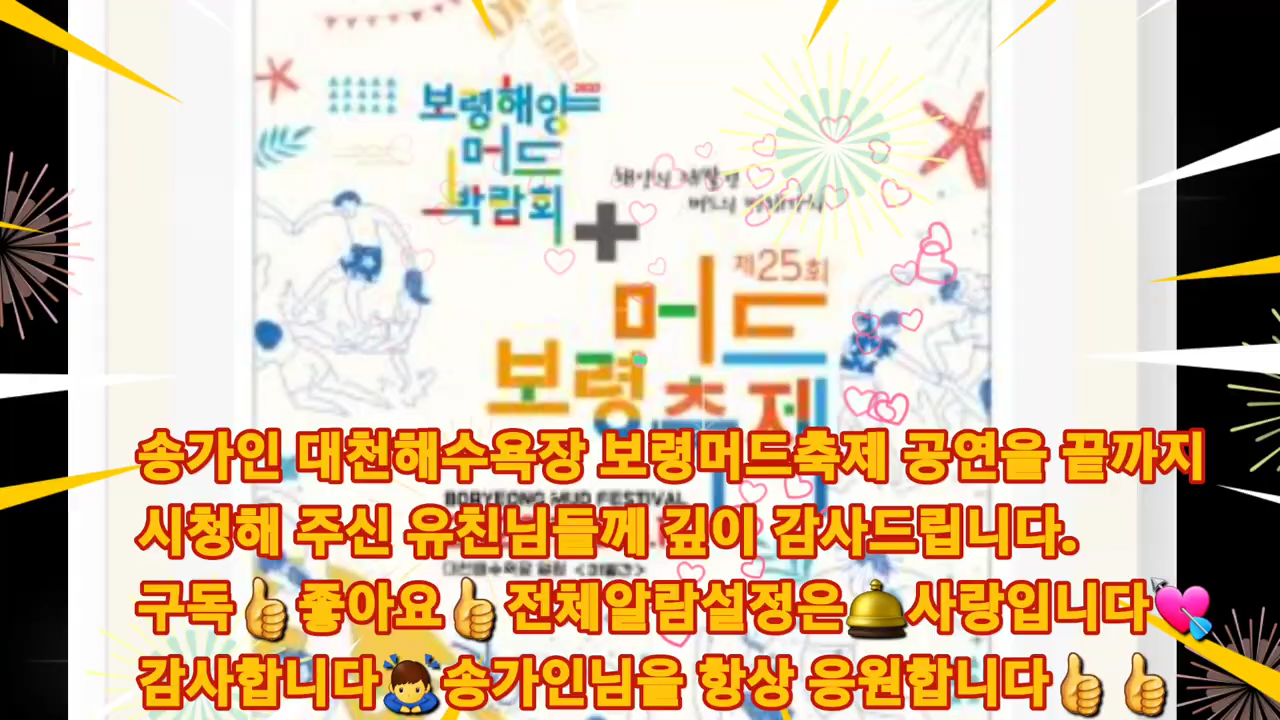 보령해양
머드
박람회
제25회
머드
보령
축제
송가인 대천해수욕장 보령머드축제 공연을 끝까지
BORYEONG MUD FESTIVAL
시청해 주신 유친님들께 깊이 감사드립니다.
구독👍좋아요👍전체알람설정은🛎사랑입니다💘
감사합니다🙇송가인님을 항상 응원합니다👍👍